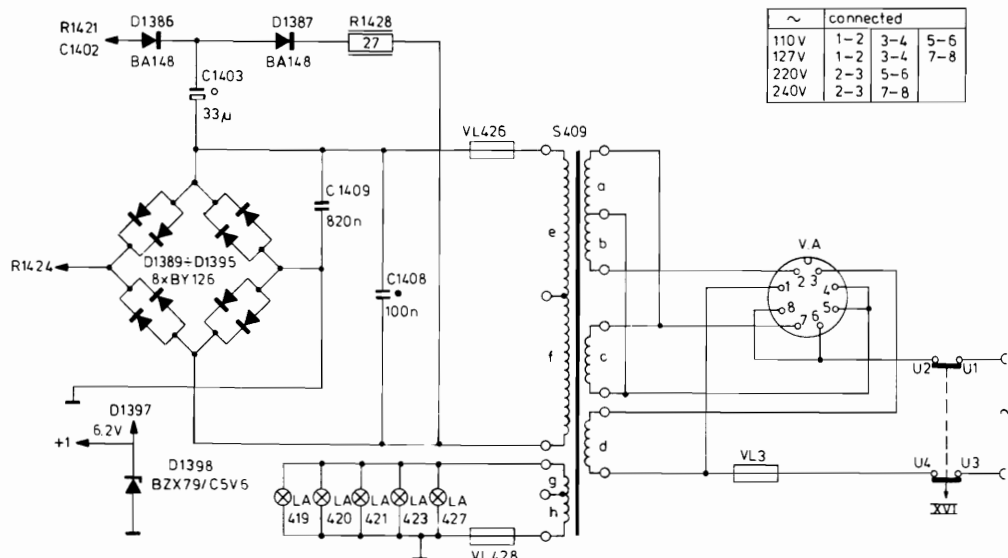 D1386
D1387
R1428
R1421
C1402
27
BA148
BA148
C1403
33µ
~ connected
110V 1-2 3-4 5-6
127V 1-2 3-4 7-8
220V 2-3 5-6
240V 2-3 7-8
VL426
S409
C1409
820n
a
b
e
V.A
D1389÷D1395
8xBY126
R1424
C1408
100n
1 2 3 4
8 7 6 5
f
c
U2 U1
D1397
6.2V
+1
D1398
BZX79/C5V6
~
d
VL3
U4 U3
XVI
g
h
LA LA LA LA LA
419 420 421 423 427
VL428